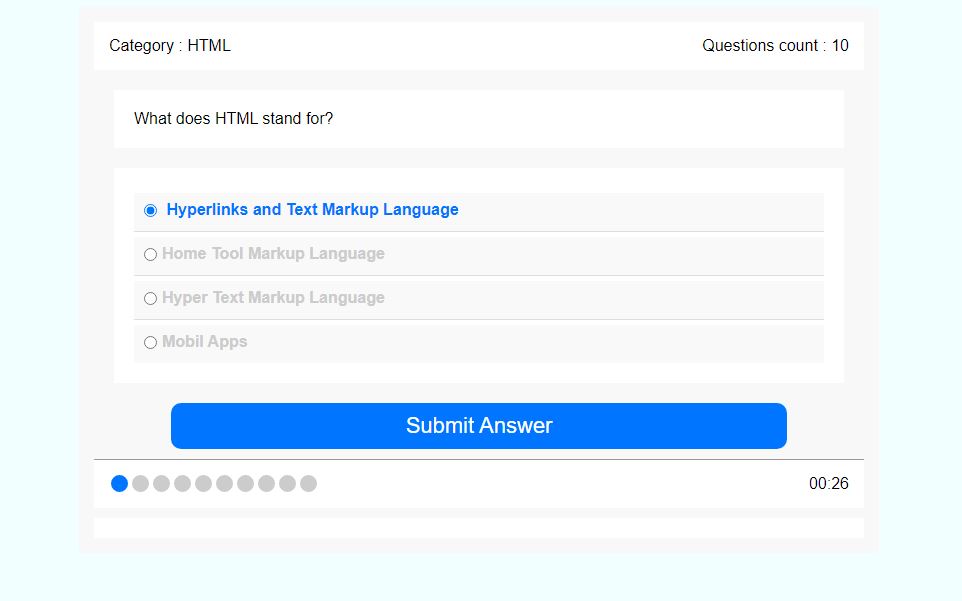 Category : HTML
Questions count : 10
What does HTML stand for?
Hyperlinks and Text Markup Language
Home Tool Markup Language
Hyper Text Markup Language
Mobil Apps
Submit Answer
00:26